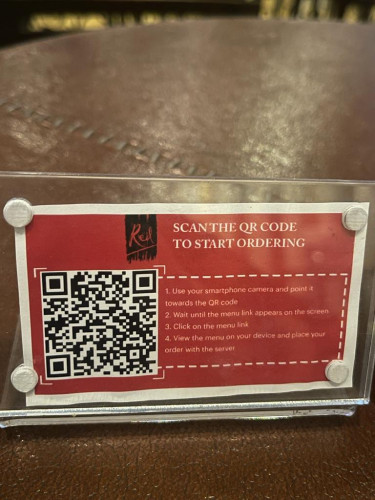 Red
SCAN THE QR CODE
TO START ORDERING
1. Use your smartphone camera and point it
towards the QR code
2. Wait until the menu link appears on the screen
3. Click on the menu link
4. View the menu on your device and place your
order with the server